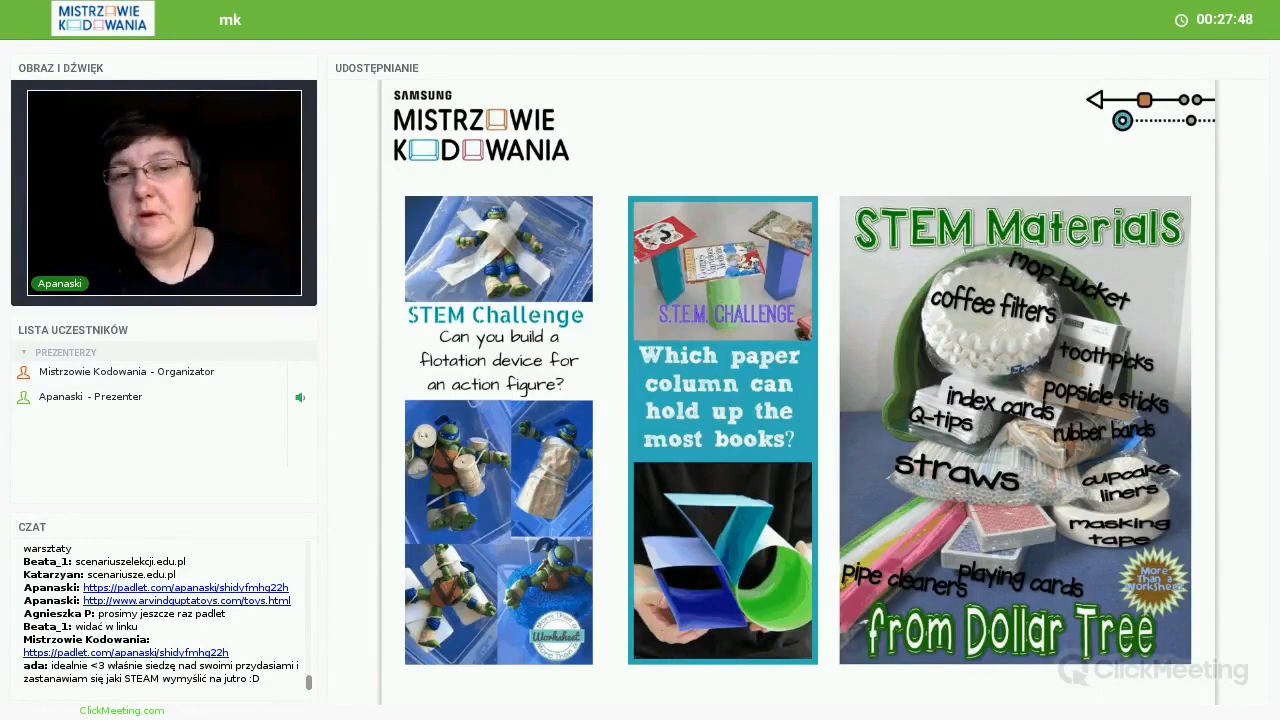 MISTRZOWIE
KODOWANIA
mk
00:27:48
OBRAZ I DŹWIĘK
Apanaski
LISTA UCZESTNIKÓW
PREZENTERZY
Mistrzowie Kodowania - Organizator
Apanaski - Prezenter
CZAT
warsztaty
Beata_1: scenariuszelekcji.edu.pl
Katarzyan: scenariusze.edu.pl
Apanaski: https://padlet.com/apanaski/shidyfmhq22h
Apanaski: http://www.arvindguptatoys.com/toys.html
Agnieszka P: prosimy jeszcze raz padlet
Beata_1: widać w linku
Mistrzowie Kodowania:
https://padlet.com/apanaski/shidyfmhq22h
ada: idealnie <3 właśnie siedzę nad swoimi przydasiami i
zastanawiam się jaki STEAM wymyślić na jutro :D
ClickMeeting.com
UDOSTĘPNIANIE
SAMSUNG
MISTRZOWIE
KODOWANIA
STEM Challenge
Can you build a
flotation device for
an action figure?
More Than a
Worksheet
S.T.E.M. CHALLENGE
Which paper
column can
hold up the
most books?
STEM Materials
mop bucket
coffee filters
toothpicks
popside sticks
index cards
Q-tips
rubber bands
straws
cupcake
liners
masking
tape
pipe cleaners
playing cards
More
Than a
Worksheet
from Dollar Tree
ClickMeeting